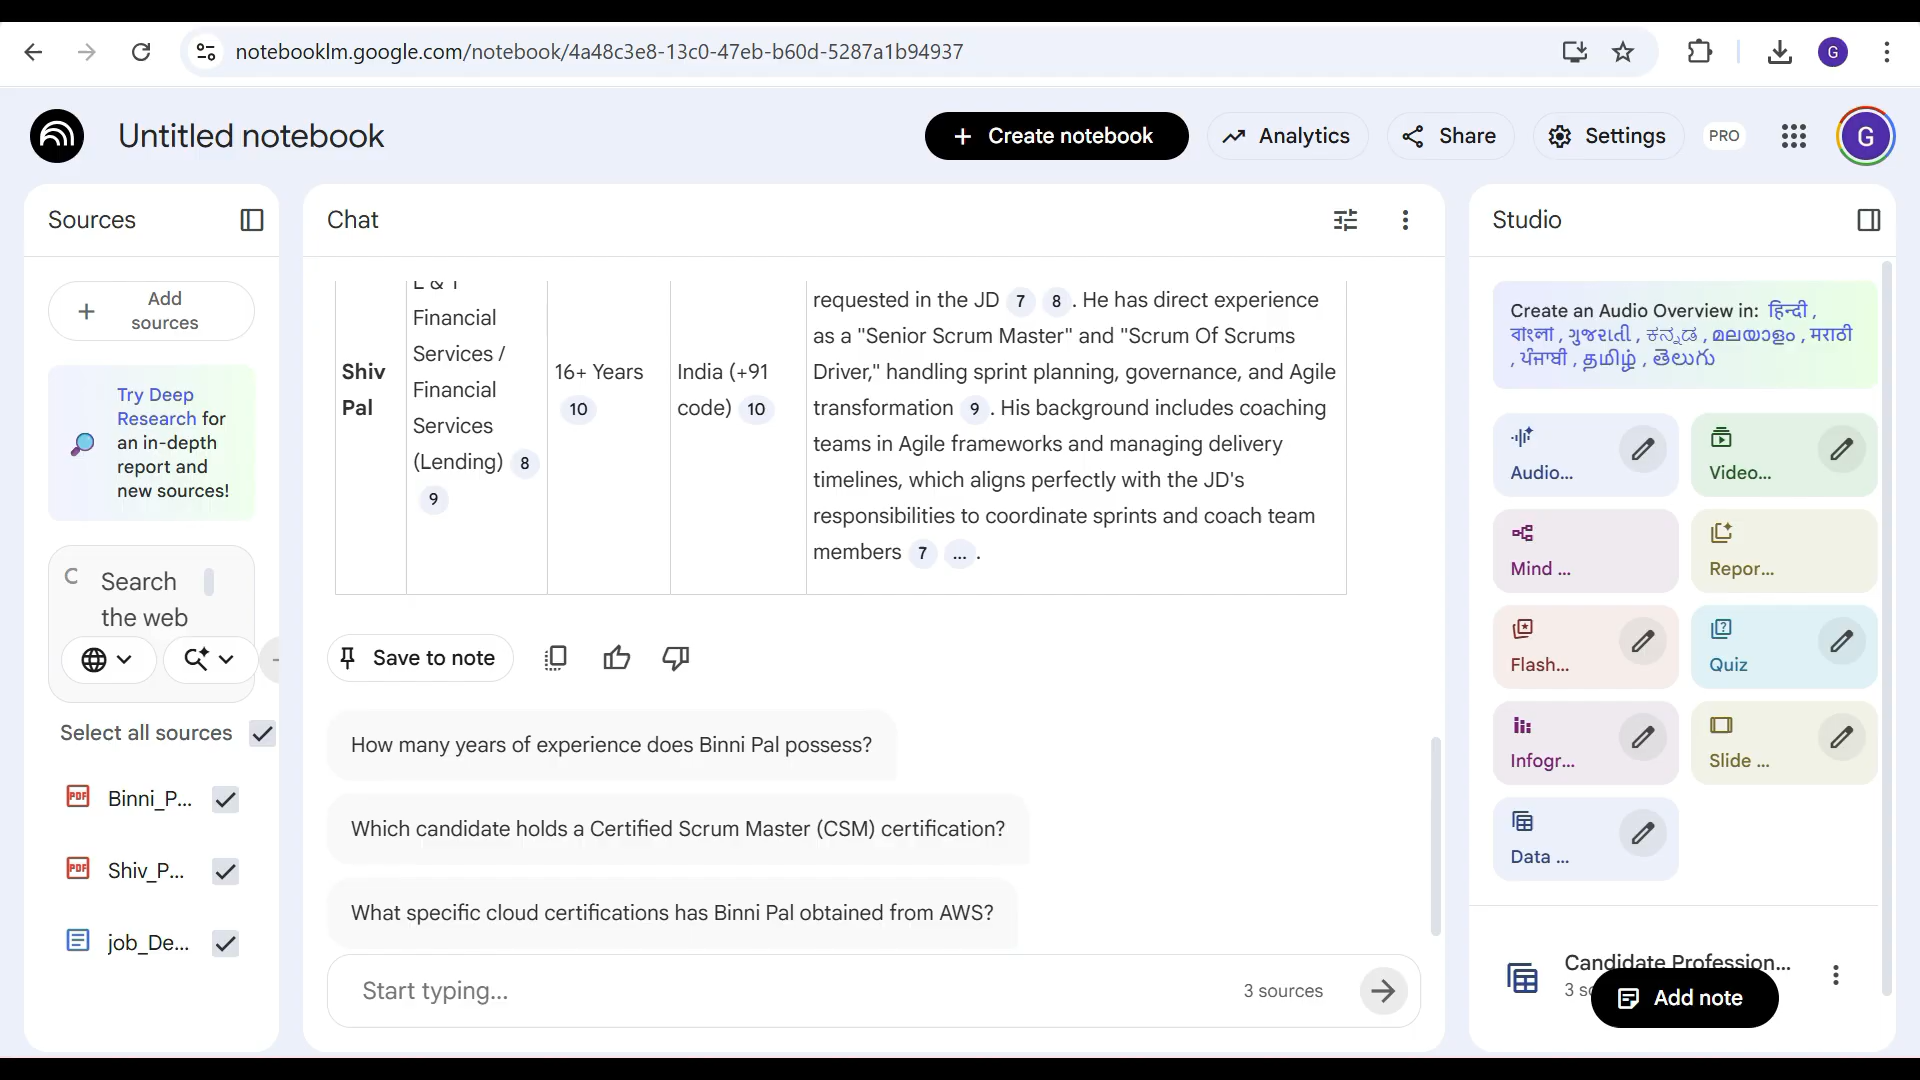 notebooklm.google.com/notebook/4a48c3e8-13c0-47eb-b60d-5287a1b94937
G
Untitled notebook
Create notebook
Analytics
Share
Settings
PRO
G
Sources
Add
sources
Try Deep
Research for
an in-depth
report and
new sources!
Search
the web
Select all sources
PDF Binni_P...
PDF Shiv_P...
job_De...
Chat
Shiv
Pal
L & T
Financial
Services /
Financial
Services
(Lending) 8
9
16+ Years
10
India (+91
code) 10
requested in the JD 7 8 . He has direct experience
as a "Senior Scrum Master" and "Scrum Of Scrums
Driver," handling sprint planning, governance, and Agile
transformation 9 . His background includes coaching
teams in Agile frameworks and managing delivery
timelines, which aligns perfectly with the JD's
responsibilities to coordinate sprints and coach team
members 7 ... .
Save to note
How many years of experience does Binni Pal possess?
Which candidate holds a Certified Scrum Master (CSM) certification?
What specific cloud certifications has Binni Pal obtained from AWS?
Start typing...
3 sources
Studio
Create an Audio Overview in: हिन्दी ,
বাংলা , ગુજરાતી , ಕನ್ನಡ , മലയാളം , मराठी
, ਪੰਜਾਬੀ , தமிழ் , తెలుగు
Audio...
Video...
Mind ...
Repor...
Flash...
Quiz
Infogr...
Slide ...
Data ...
Candidate Profession...
Add note